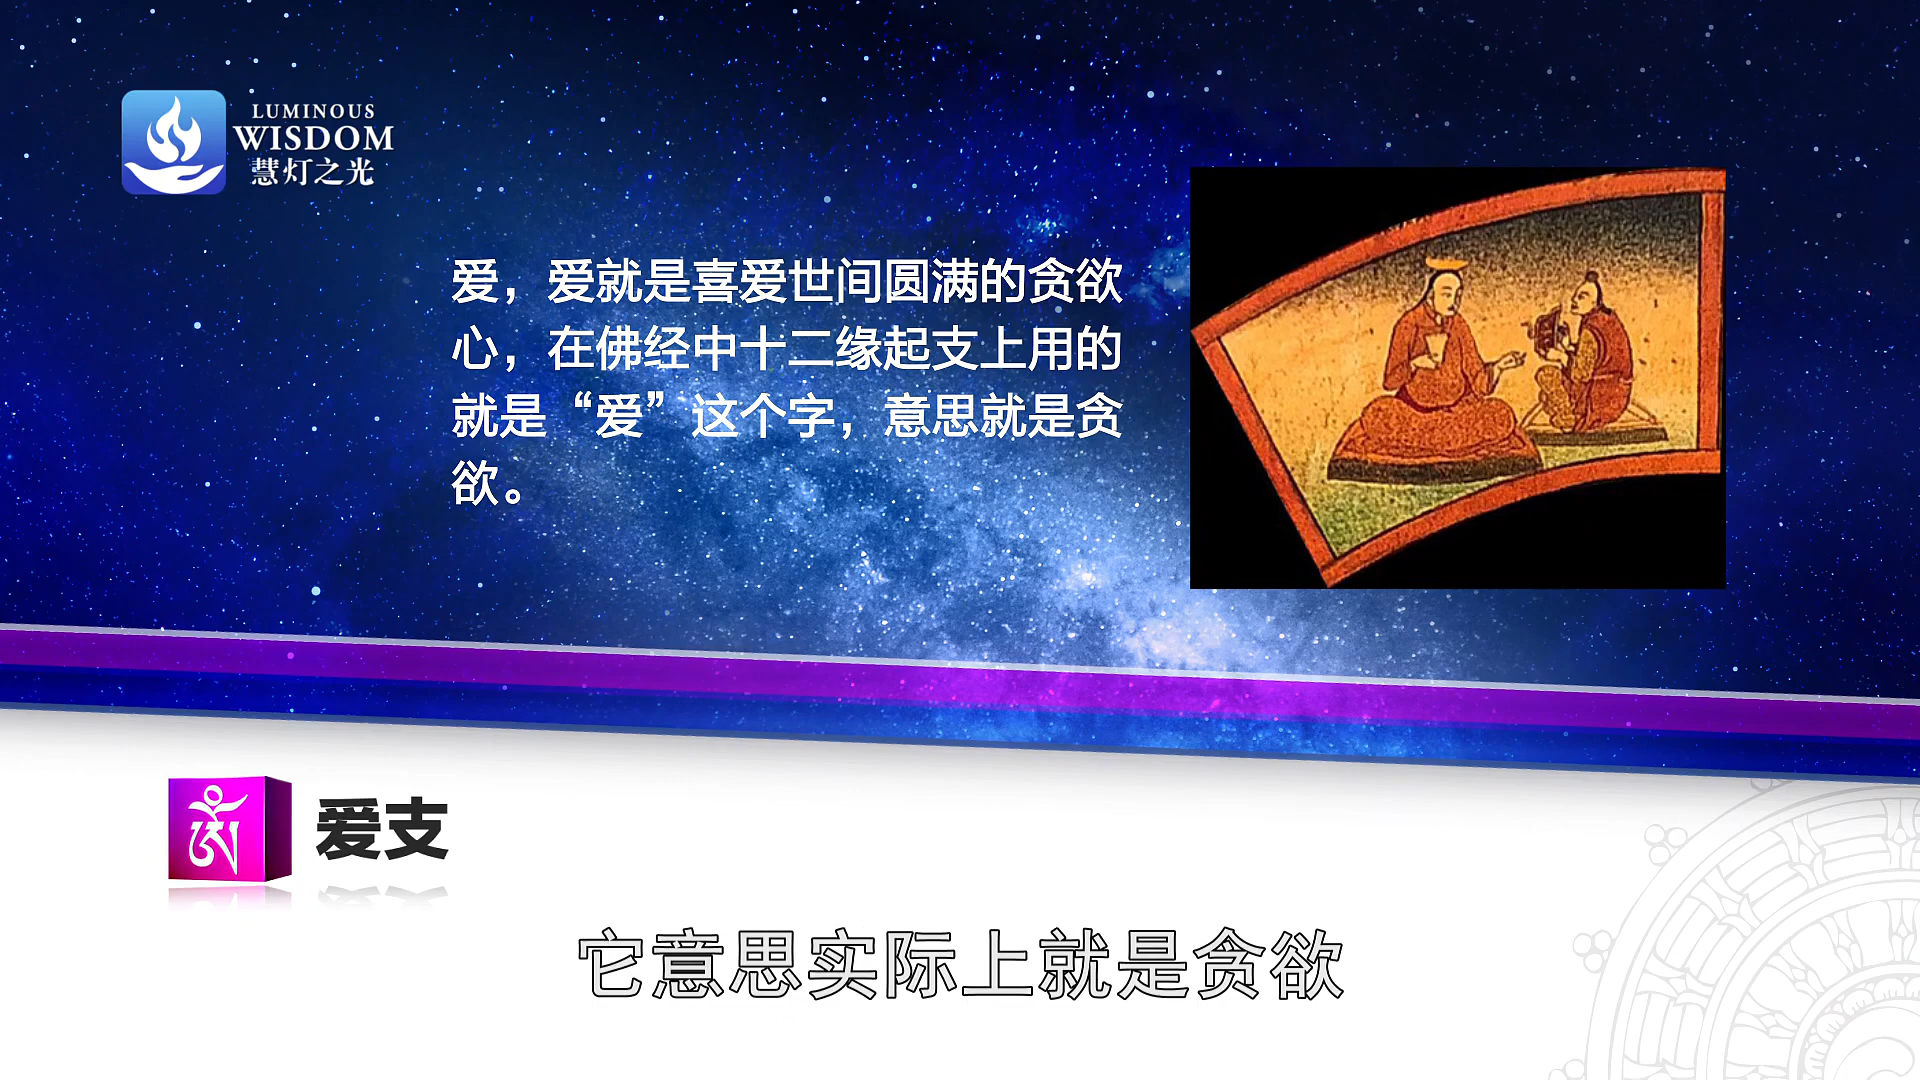 LUMINOUS
WISDOM
慧灯之光
爱，爱就是喜爱世间圆满的贪欲
心，在佛经中十二缘起支上用的
就是“爱”这个字，意思就是贪
欲。
ༀ
爱支
它意思实际上就是贪欲